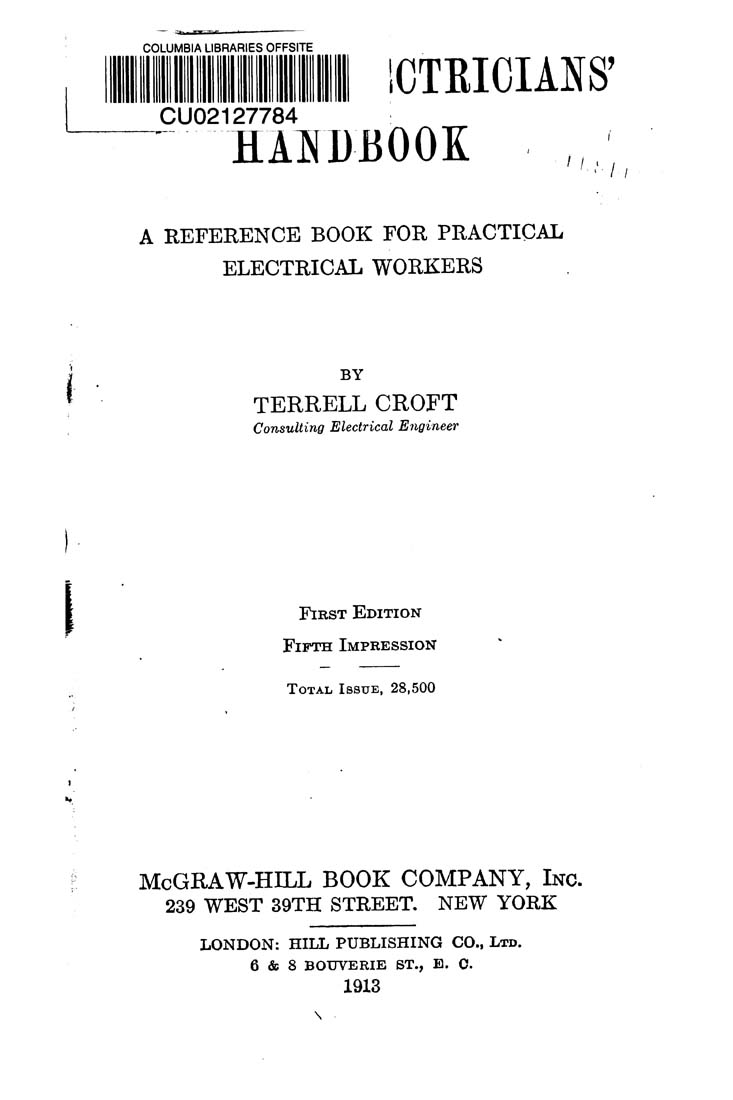 COLUMBIA LIBRARIES OFFSITE
CU02127784
CTRICIANS'
HANDBOOK
A REFERENCE BOOK FOR PRACTICAL
ELECTRICAL WORKERS
BY
TERRELL CROFT
Consulting Electrical Engineer
FIRST EDITION
FIFTH IMPRESSION
TOTAL ISSUE, 28,500
McGRAW-HILL BOOK COMPANY, INC.
239 WEST 39TH STREET. NEW YORK
LONDON: HILL PUBLISHING CO., LTD.
6 & 8 BOUVERIE ST., E. C.
1913